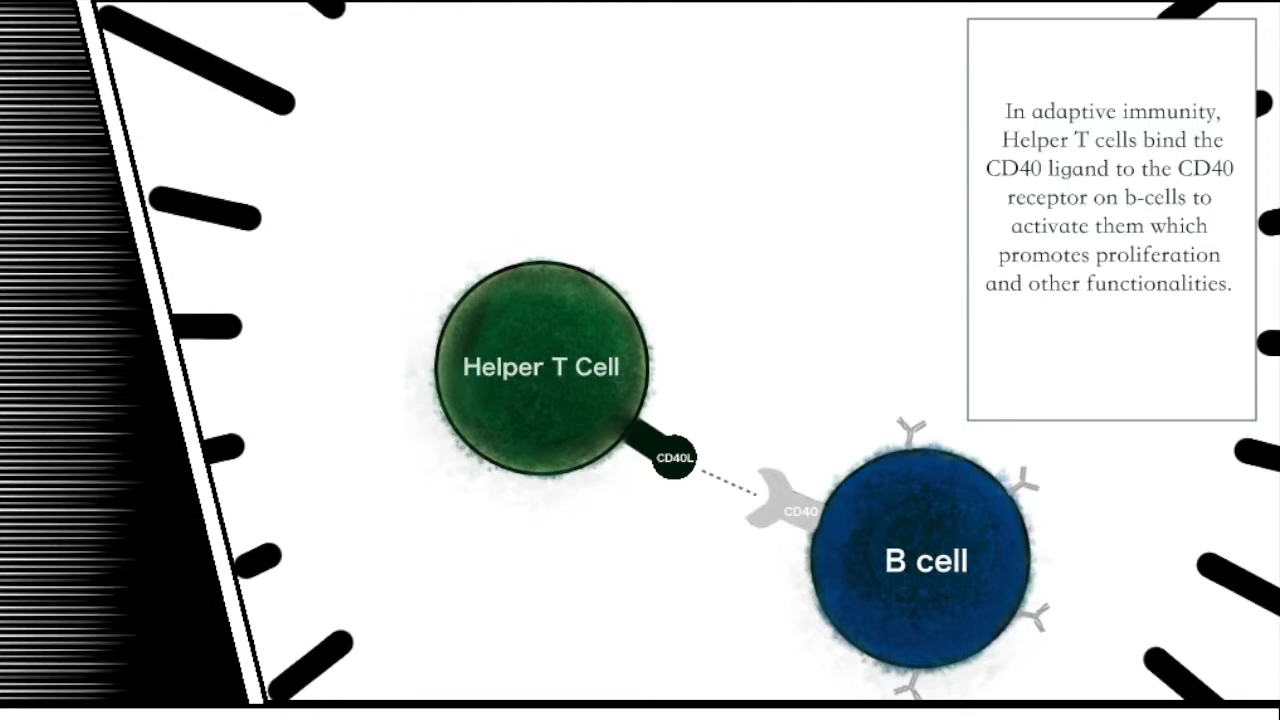 In adaptive immunity,
Helper T cells bind the
CD40 ligand to the CD40
receptor on b-cells to
activate them which
promotes proliferation
and other functionalities.
Helper T Cell
CD40L
CD40
B cell